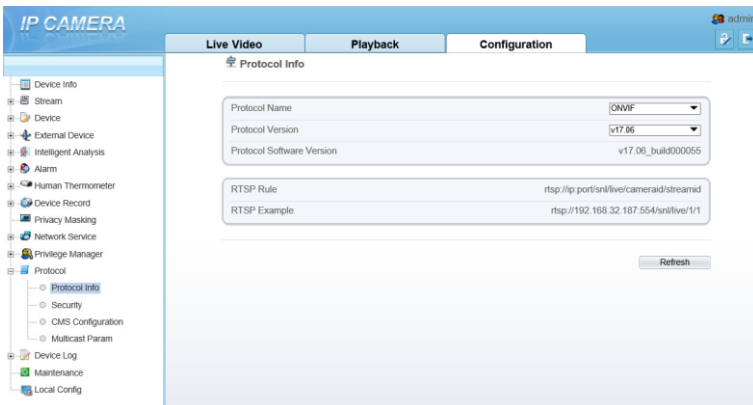 IP CAMERA
admin
Live Video
Playback
Configuration
Protocol Info
Device Info
Stream
Device
External Device
Intelligent Analysis
Alarm
Human Thermometer
Device Record
Privacy Masking
Network Service
Privilege Manager
Protocol
Protocol Info
Security
CMS Configuration
Multicast Param
Device Log
Maintenance
Local Config
Protocol Name ONVIF
Protocol Version v17.06
Protocol Software Version v17.06_build000055
RTSP Rule rtsp://ip:port/snl/live/cameraid/streamid
RTSP Example rtsp://192.168.32.187:554/snl/live/1/1
Refresh